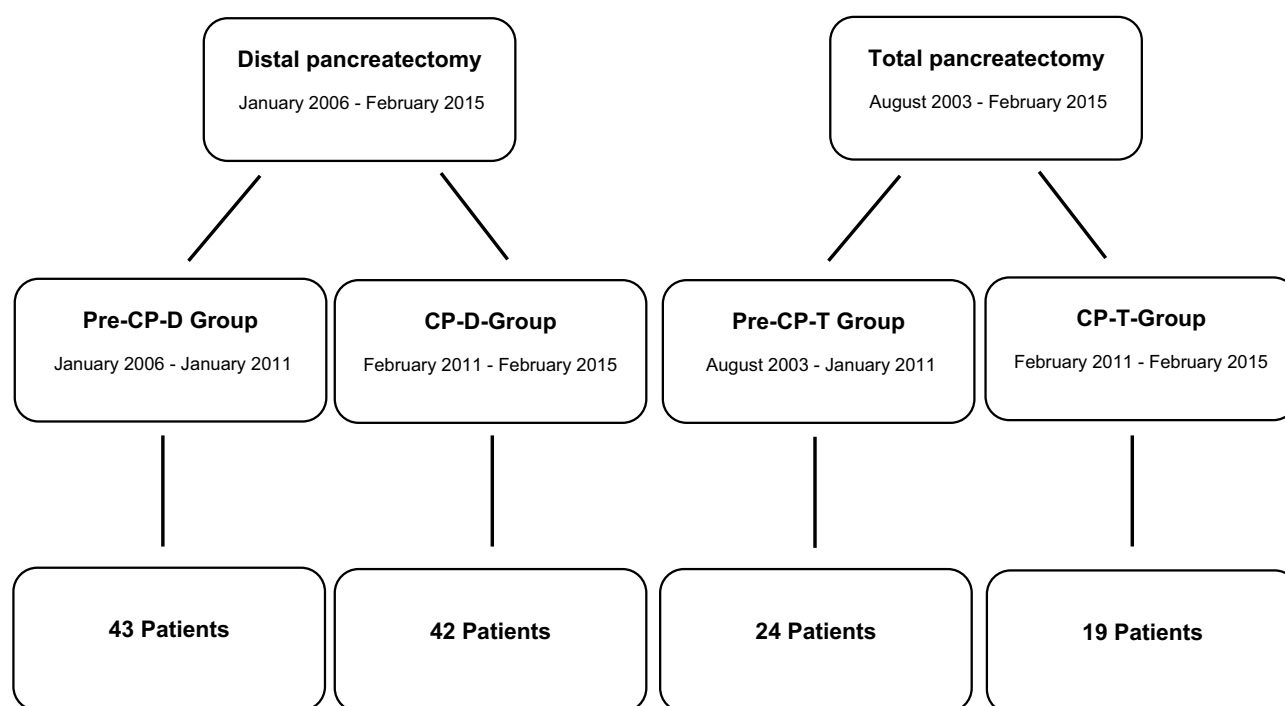 Distal pancreatectomy
January 2006 - February 2015
Total pancreatectomy
August 2003 - February 2015
Pre-CP-D Group
January 2006 - January 2011
CP-D-Group
February 2011 - February 2015
Pre-CP-T Group
August 2003 - January 2011
CP-T-Group
February 2011 - February 2015
43 Patients
42 Patients
24 Patients
19 Patients